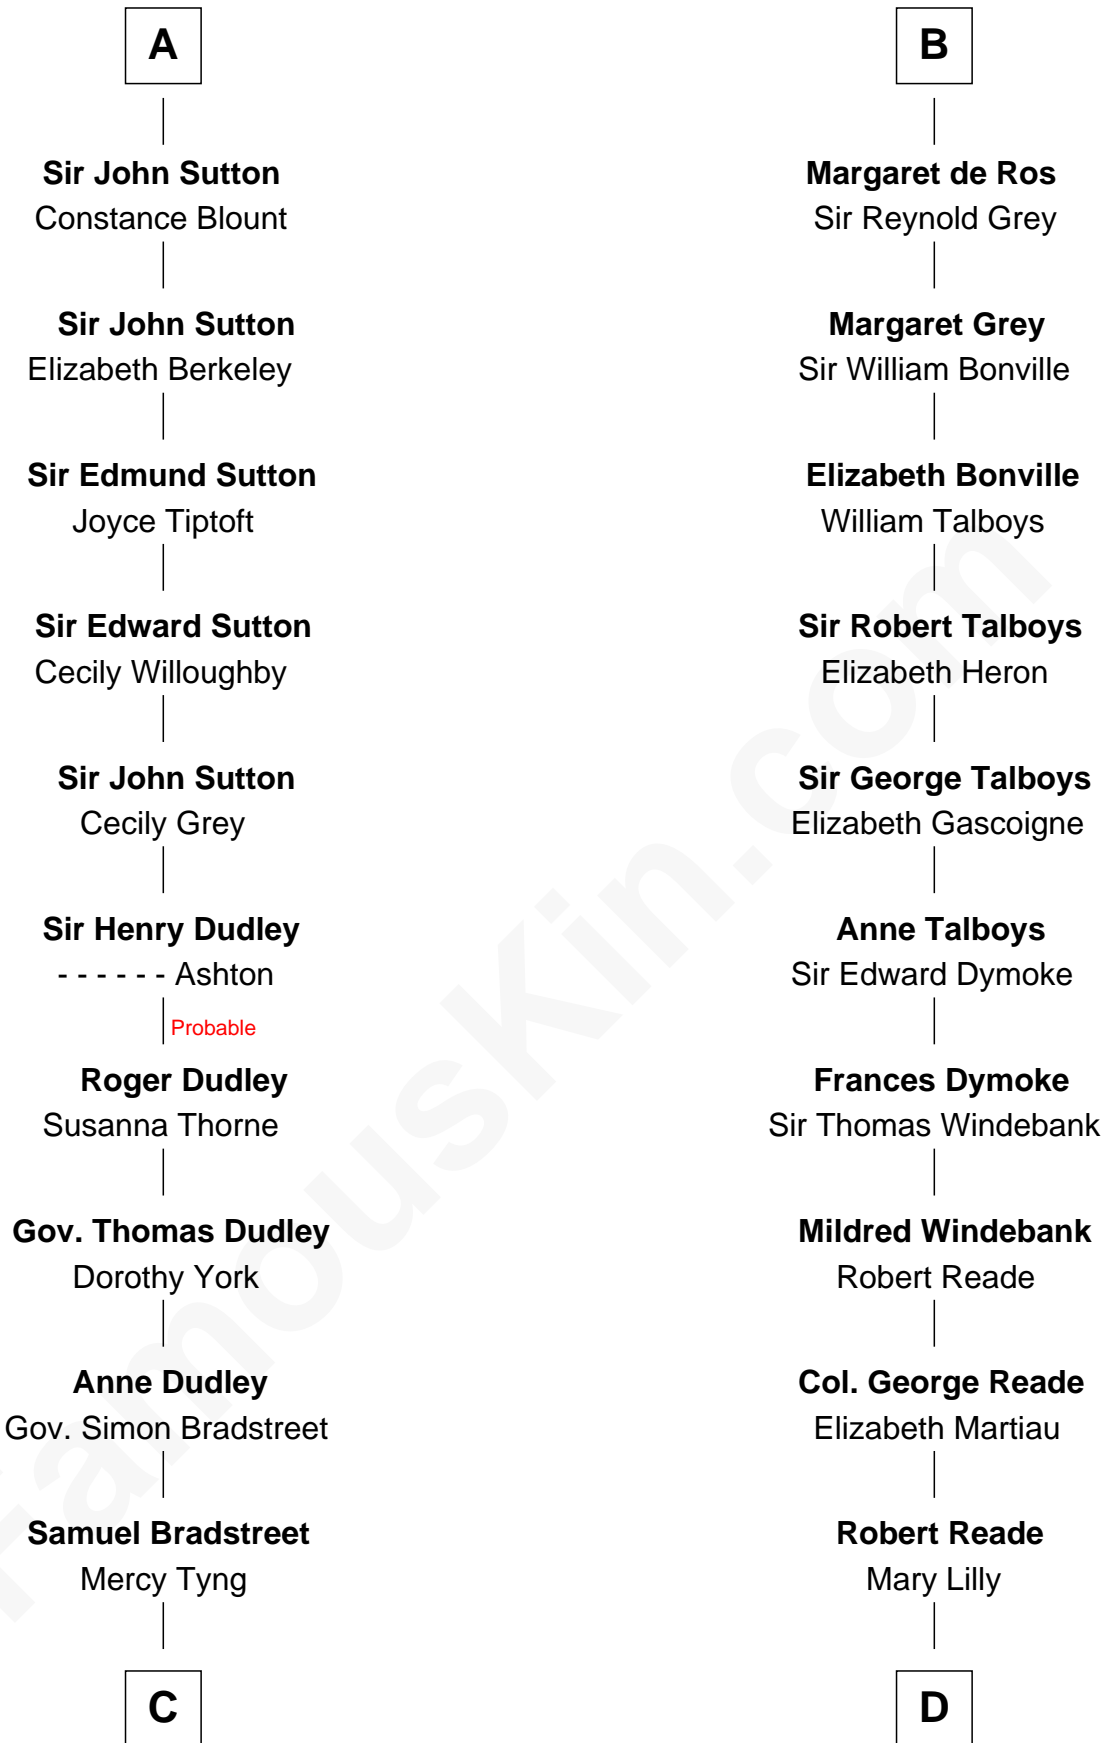 A
Sir John Sutton
Constance Blount
Sir John Sutton
Elizabeth Berkeley
Sir Edmund Sutton
Joyce Tiptoft
Sir Edward Sutton
Cecily Willoughby
Sir John Sutton
Cecily Grey
Sir Henry Dudley
- - - - - - Ashton
Probable
Roger Dudley
Susanna Thorne
Gov. Thomas Dudley
Dorothy York
Anne Dudley
Gov. Simon Bradstreet
Samuel Bradstreet
Mercy Tyng
C
B
Margaret de Ros
Sir Reynold Grey
Margaret Grey
Sir William Bonville
Elizabeth Bonville
William Talboys
Sir Robert Talboys
Elizabeth Heron
Sir George Talboys
Elizabeth Gascoigne
Anne Talboys
Sir Edward Dymoke
Frances Dymoke
Sir Thomas Windebank
Mildred Windebank
Robert Reade
Col. George Reade
Elizabeth Martiau
Robert Reade
Mary Lilly
D
FamousKin.com